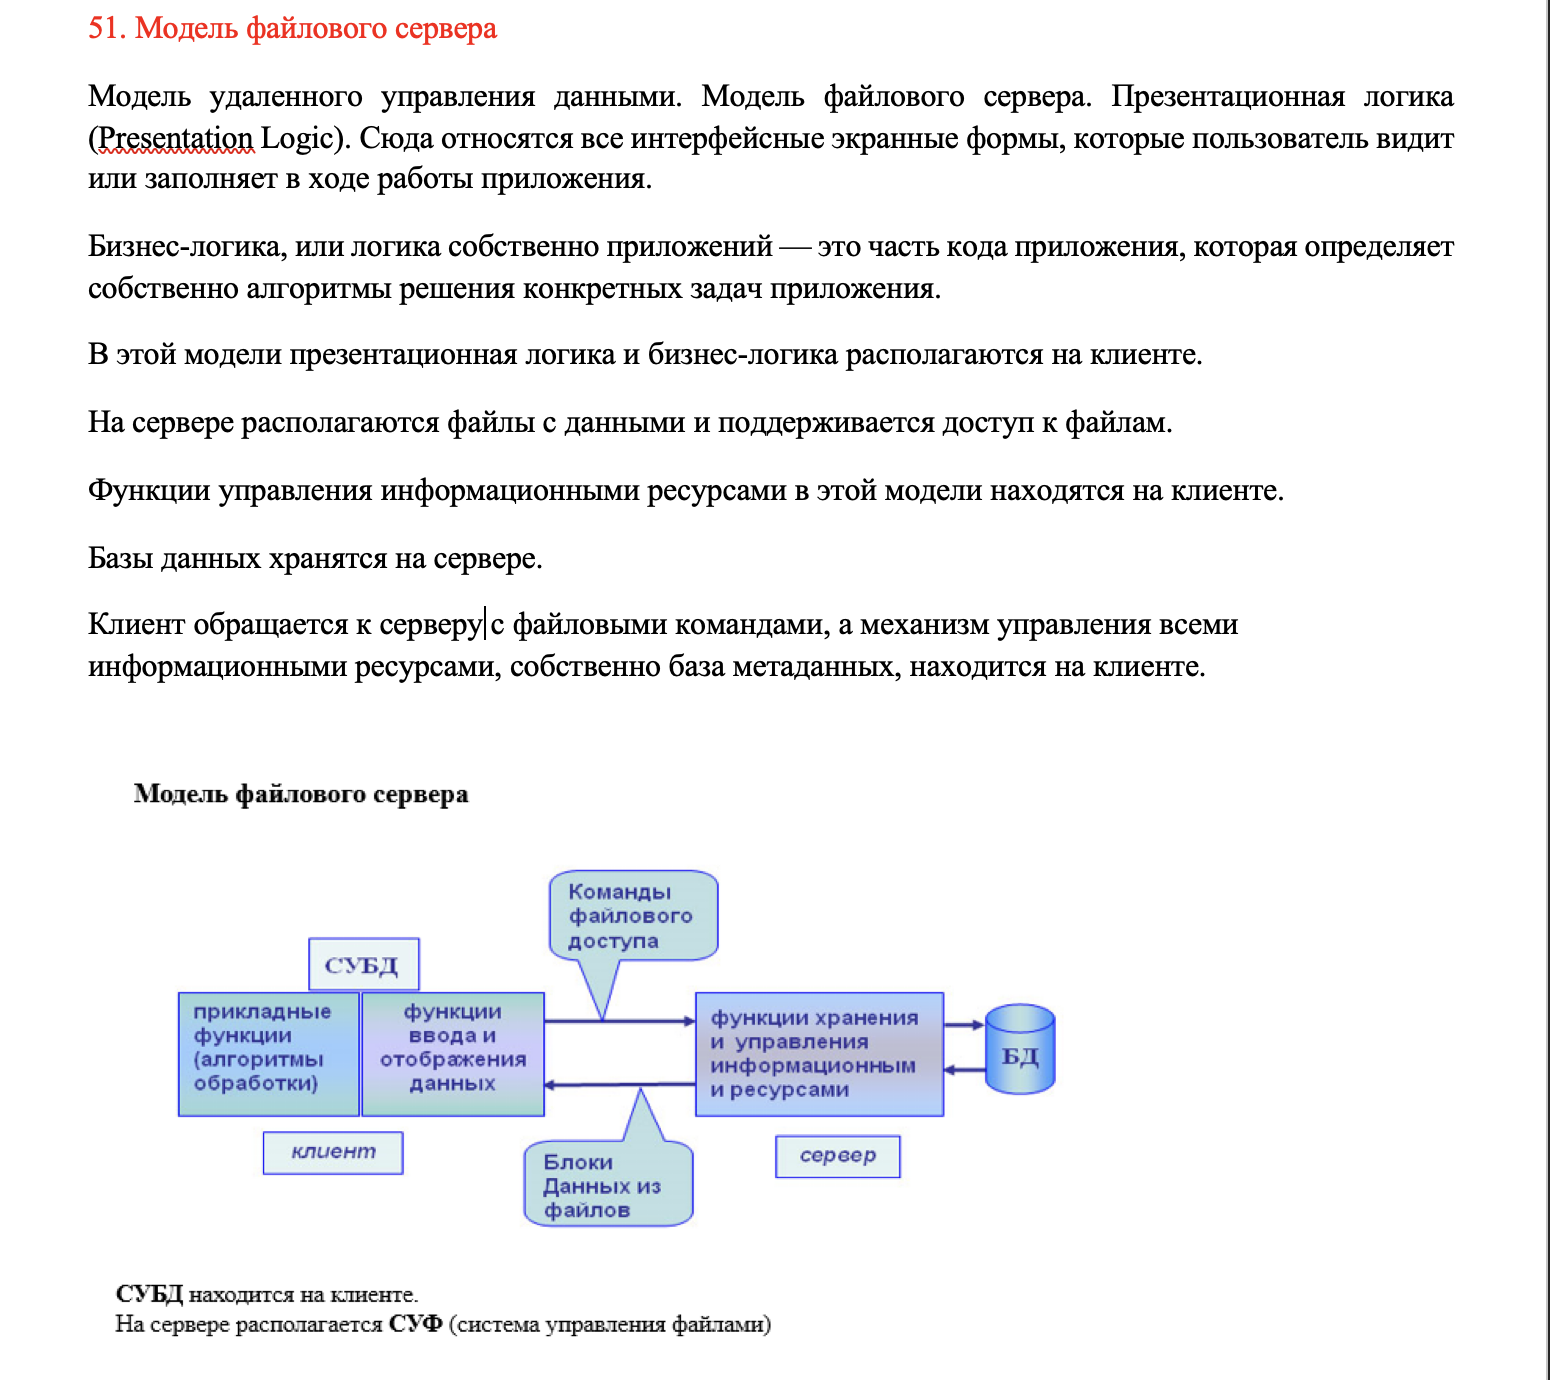 51. Модель файлового сервера
Модель удаленного управления данными. Модель файлового сервера. Презентационная логика
(Presentation Logic). Сюда относятся все интерфейсные экранные формы, которые пользователь видит
или заполняет в ходе работы приложения.
Бизнес-логика, или логика собственно приложений — это часть кода приложения, которая определяет
собственно алгоритмы решения конкретных задач приложения.
В этой модели презентационная логика и бизнес-логика располагаются на клиенте.
На сервере располагаются файлы с данными и поддерживается доступ к файлам.
Функции управления информационными ресурсами в этой модели находятся на клиенте.
Базы данных хранятся на сервере.
Клиент обращается к серверу с файловыми командами, а механизм управления всеми
информационными ресурсами, собственно база метаданных, находится на клиенте.
Модель файлового сервера
Команды
файлового
доступа
СУБД
прикладные
функции
(алгоритмы
обработки)
функции
ввода и
отображения
данных
функции хранения
и управления
информационным
и ресурсами
БД
клиент
Блоки
Данных из
файлов
сервер
СУБД находится на клиенте.
На сервере располагается СУФ (система управления файлами)